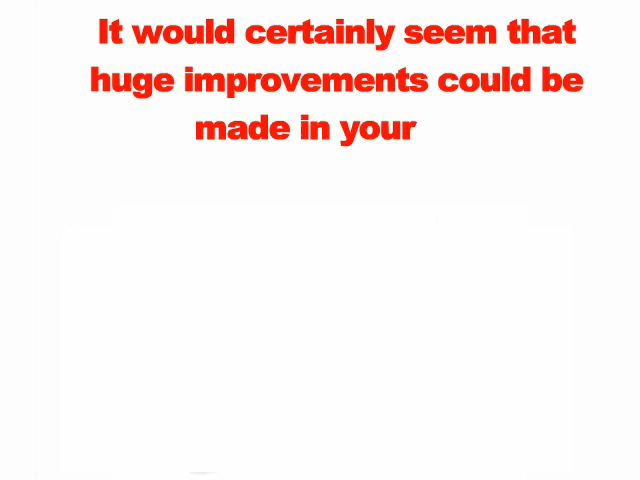 It would certainly seem that
huge improvements could be
made in your